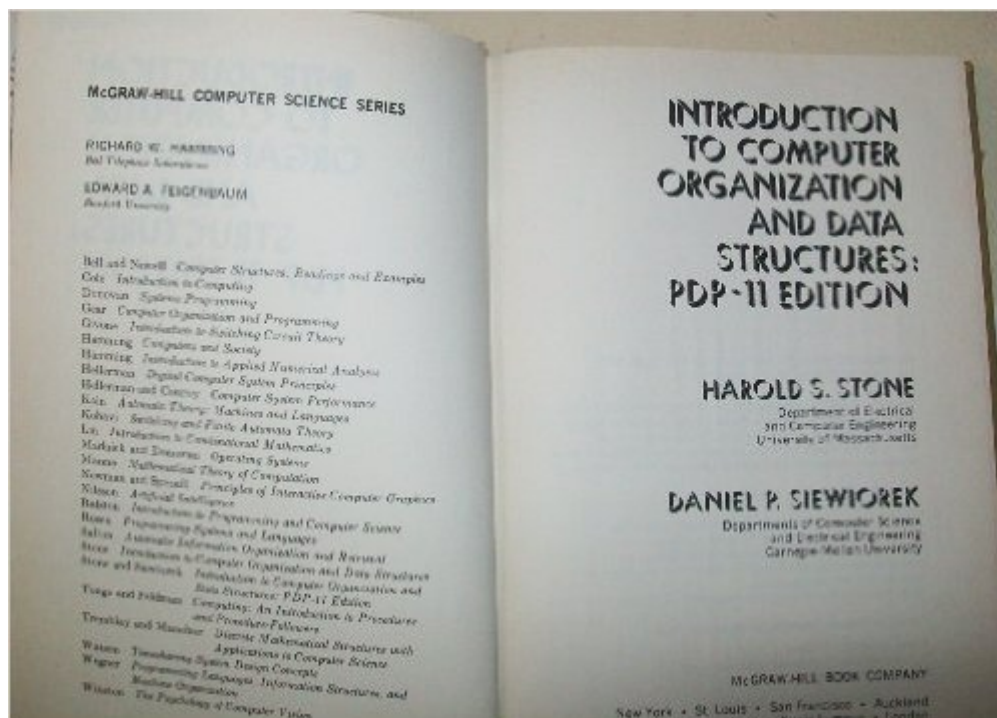 McGRAW-HILL COMPUTER SCIENCE SERIES
RICHARD W. HAMMING
Bell Telephone Laboratories
EDWARD A. FEIGENBAUM
Stanford University
Bell and Newell Computer Structures: Readings and Examples
Cole Introduction to Computing
Donovan Systems Programming
Gear Computer Organization and Programming
Givone Introduction to Switching Circuit Theory
Hamming Computers and Society
Hamming Introduction to Applied Numerical Analysis
Hellerman Digital Computer System Principles
Hellerman and Conroy Computer System Performance
Kain Automata Theory: Machines and Languages
Kohavi Switching and Finite Automata Theory
Liu Introduction to Combinatorial Mathematics
Madnick and Donovan Operating Systems
Manna Mathematical Theory of Computation
Newman and Sproull Principles of Interactive Computer Graphics
Nilsson Artificial Intelligence
Ralston Introduction to Programming and Computer Science
Rosen Programming Systems and Languages
Salton Automatic Information Organization and Retrieval
Stone Introduction to Computer Organization and Data Structures
Stone and Siewiorek Introduction to Computer Organization and
Data Structures: PDP-11 Edition
Tonge and Feldman Computing: An Introduction to Procedures
and Procedure-Followers
Tremblay and Manohar Discrete Mathematical Structures with
Applications to Computer Science
Watson Timesharing System Design Concepts
Wegner Programming Languages, Information Structures, and
Machine Organization
Winston The Psychology of Computer Vision
INTRODUCTION
TO COMPUTER
ORGANIZATION
AND DATA
STRUCTURES:
PDP-11 EDITION
HAROLD S. STONE
Department of Electrical
and Computer Engineering
University of Massachusetts
DANIEL P. SIEWIOREK
Departments of Computer Science
and Electrical Engineering
Carnegie-Mellon University
McGRAW-HILL BOOK COMPANY
New York • St. Louis • San Francisco • Auckland